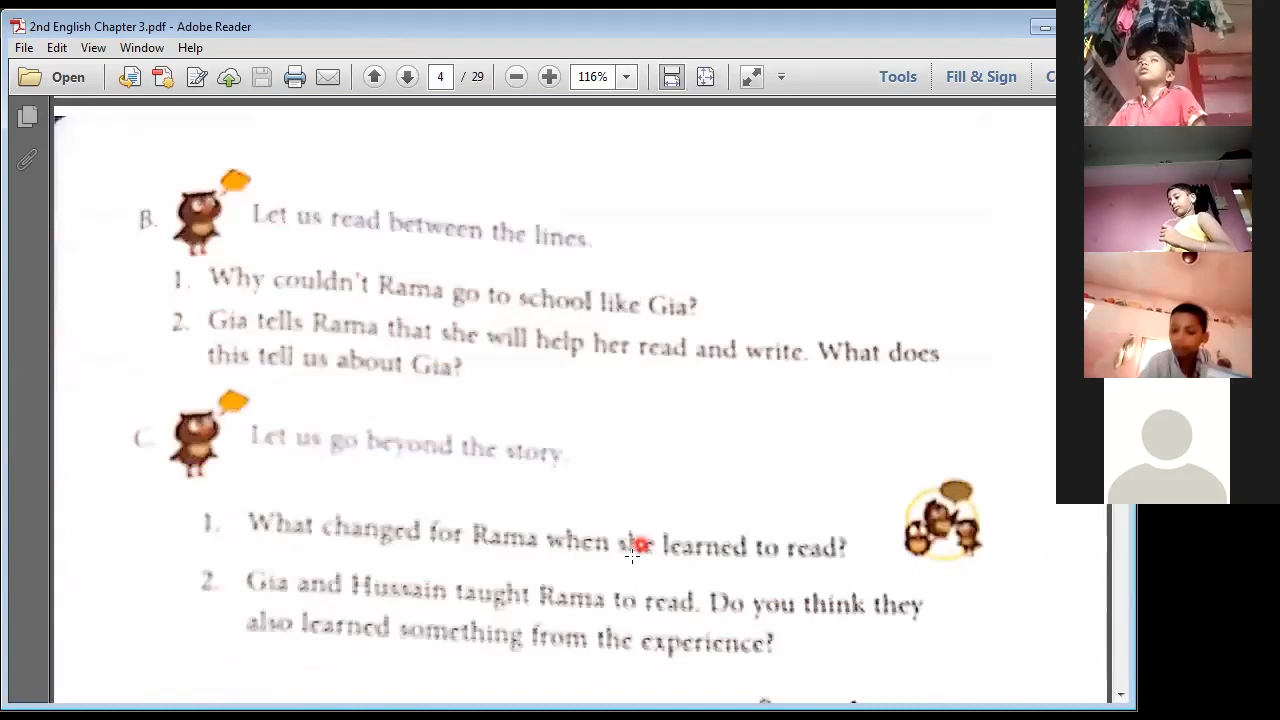 2nd English Chapter 3.pdf - Adobe Reader
File Edit View Window Help
Open 4 / 29 116% Tools Fill & Sign C
B. Let us read between the lines.
1. Why couldn't Rama go to school like Gia?
2. Gia tells Rama that she will help her read and write. What does
this tell us about Gia?
C. Let us go beyond the story.
1. What changed for Rama when she learned to read?
2. Gia and Hussain taught Rama to read. Do you think they
also learned something from the experience?